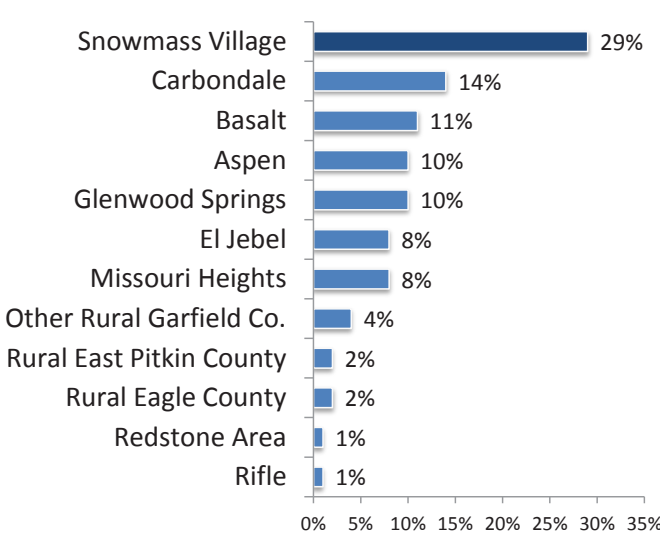 Snowmass Village 29%
Carbondale 14%
Basalt 11%
Aspen 10%
Glenwood Springs 10%
El Jebel 8%
Missouri Heights 8%
Other Rural Garfield Co. 4%
Rural East Pitkin County 2%
Rural Eagle County 2%
Redstone Area 1%
Rifle 1%
0% 5% 10% 15% 20% 25% 30% 35%